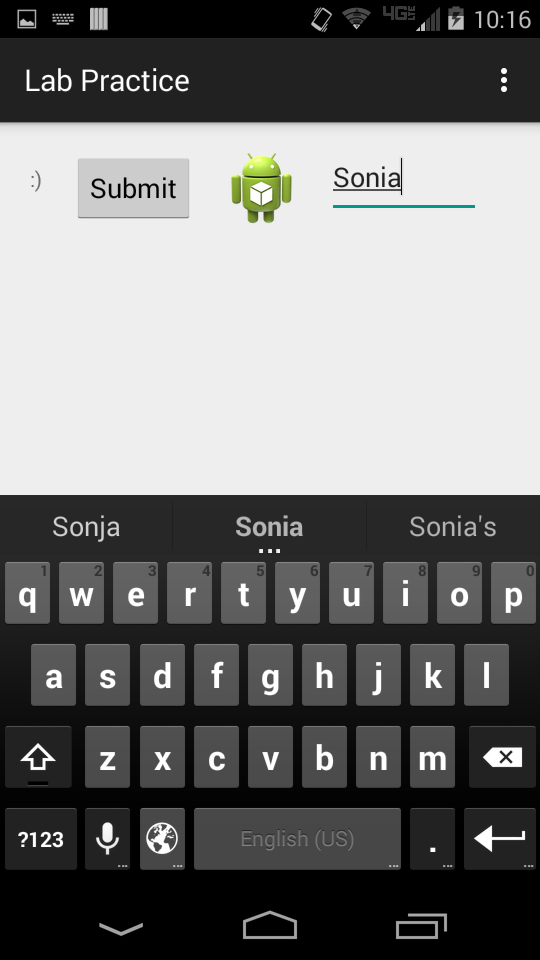 4G LTE 10:16
Lab Practice
:) Submit Sonia
Sonja Sonia Sonia's
1 2 3 4 5 6 7 8 9 0
q w e r t y u i o p
a s d f g h j k l
z x c v b n m
?123 English (US) .